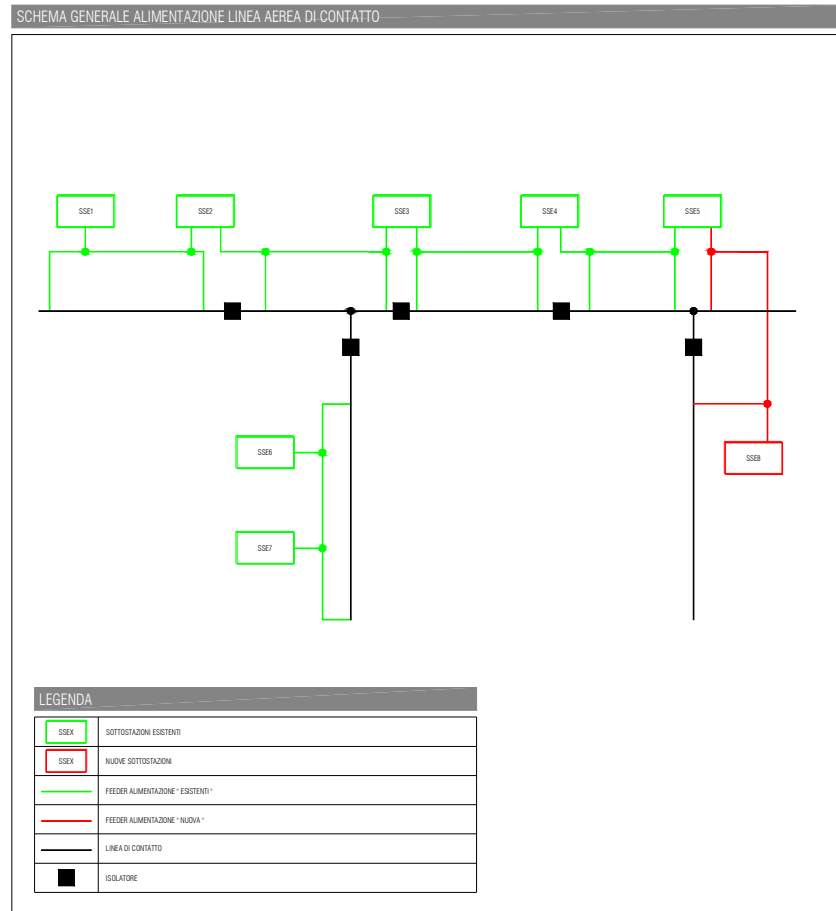 SCHEMA GENERALE ALIMENTAZIONE LINEA AEREA DI CONTATTO
SSE1
SSE2
SSE3
SSE4
SSE5
SSE6
SSE8
SSE7
LEGENDA
SSEX SOTTOSTAZIONI ESISTENTI
SSEX NUOVE SOTTOSTAZIONI
FEEDER ALIMENTAZIONE " ESISTENTI "
FEEDER ALIMENTAZIONE " NUOVA "
LINEA DI CONTATTO
ISOLATORE